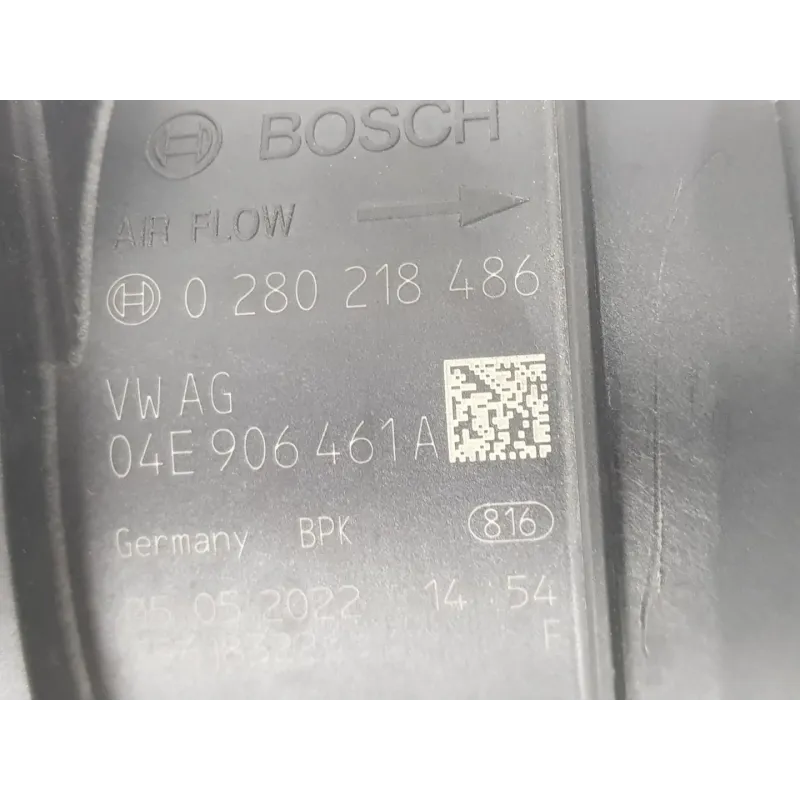 BOSCH
AIR FLOW
0 280 218 486
VW AG
04E 906 461 A
Germany BPK 816
05.05.2022 14:54
F